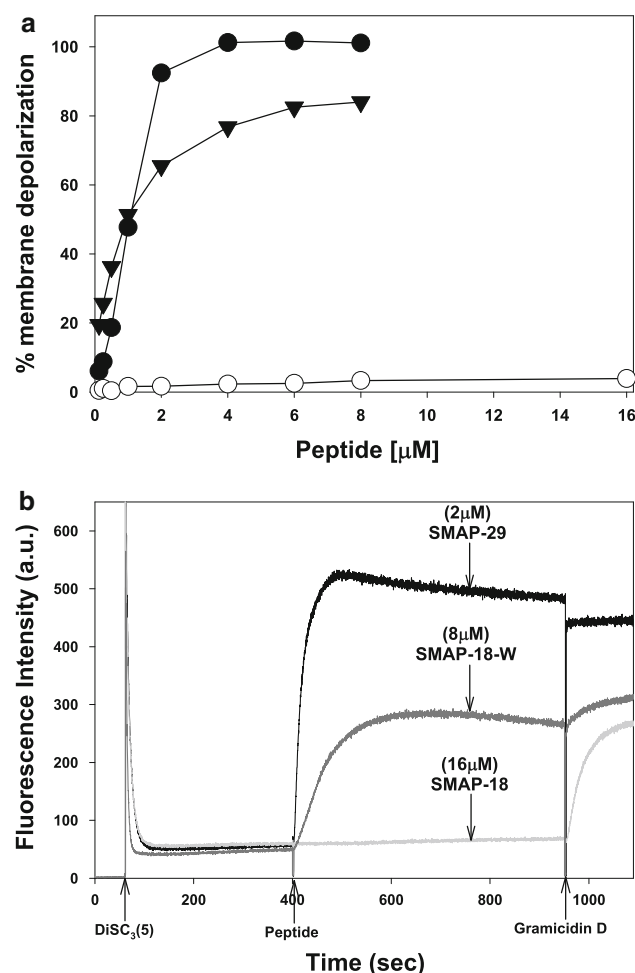 a
100
80
60
40
20
0
% membrane depolarization
0 2 4 6 8 10 12 14 16
Peptide [μM]
b
600
500
400
300
200
100
0
Fluorescence Intensity (a.u.)
(2μM)
SMAP-29
(8μM)
SMAP-18-W
(16μM)
SMAP-18
0 200 400 600 800 1000
DiSC₃(5) Peptide Gramicidin D
Time (sec)